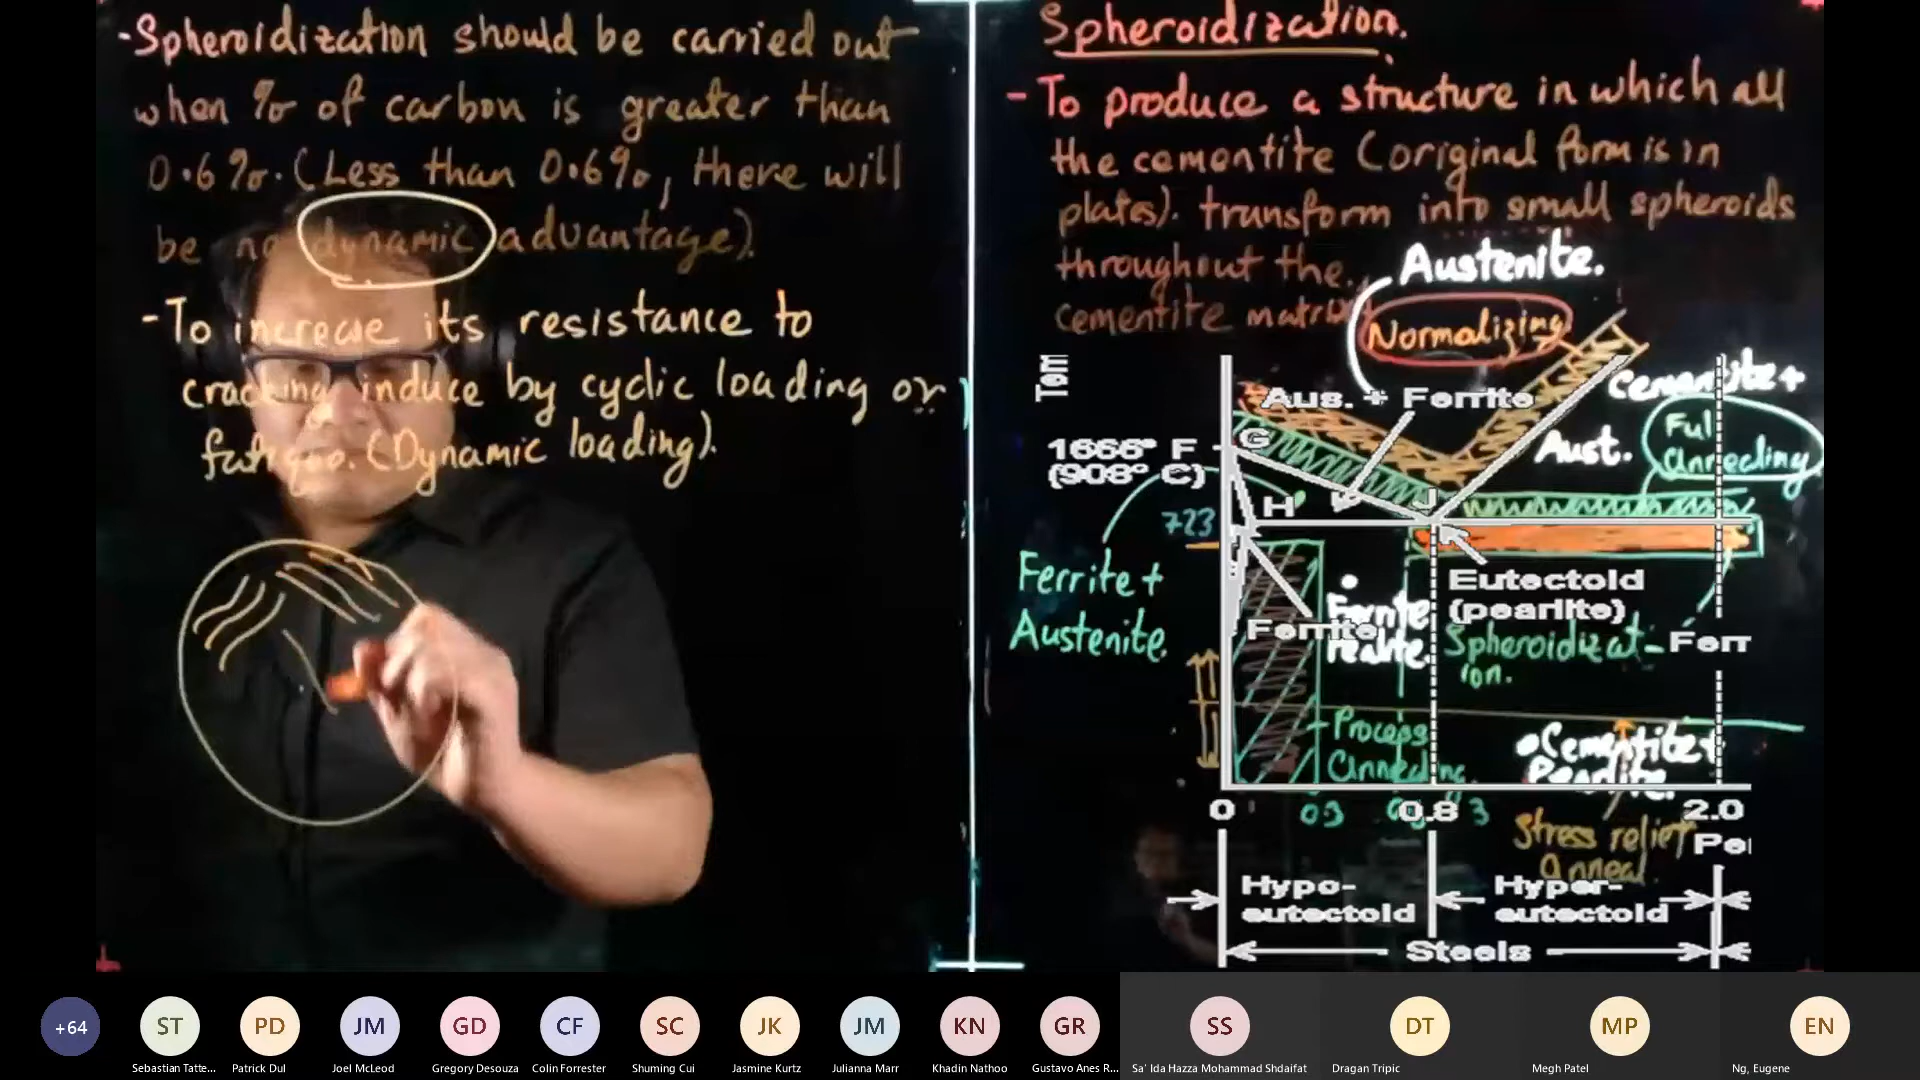 -Spheroidization should be carried out
when % of carbon is greater than
0.6%. (Less than 0.6%, there will
be no dynamic advantage).
-To increase its resistance to
cracking induce by cyclic loading or
fatigue. (Dynamic loading).
Spheroidization.
- To produce a structure in which all
the cementite (original form is in
plates). transform into small spheroids
throughout the.
cementite matrix
Austenite.
Normalizing
Tem
Cementite +
Aus. + Ferrite
Aust.
Full
annealing
1666° F
(908° C)
G
H
J
723
Ferrite +
Austenite.
Eutectoid
(pearlite)
Ferrite
Ferrite
Spheroidizat-
ion.
Ferr
Process
annealing.
Cementite+
Pearlite.
0
0.3
0.8
2.0
Stress relief
anneal.
Hypo-
eutectoid
Hyper-
eutectoid
Steels
+64
ST
PD
JM
GD
CF
SC
JK
JM
KN
GR
SS
DT
MP
EN
Sebastian Tatte...
Patrick Dul
Joel McLeod
Gregory Desouza
Colin Forrester
Shuming Cui
Jasmine Kurtz
Julianna Marr
Khadin Nathoo
Gustavo Anes R...
Sa' Ida Hazza Mohammad Shdaifat
Dragan Tripic
Megh Patel
Ng, Eugene